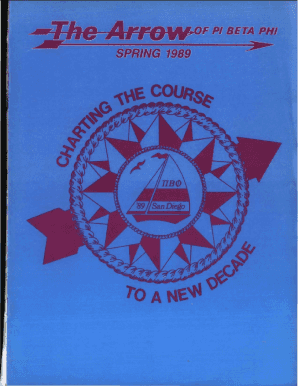 The Arrow OF PI BETA PHI
SPRING 1989
CHARTING THE COURSE
ΠΒΦ
'89 San Diego
TO A NEW DECADE